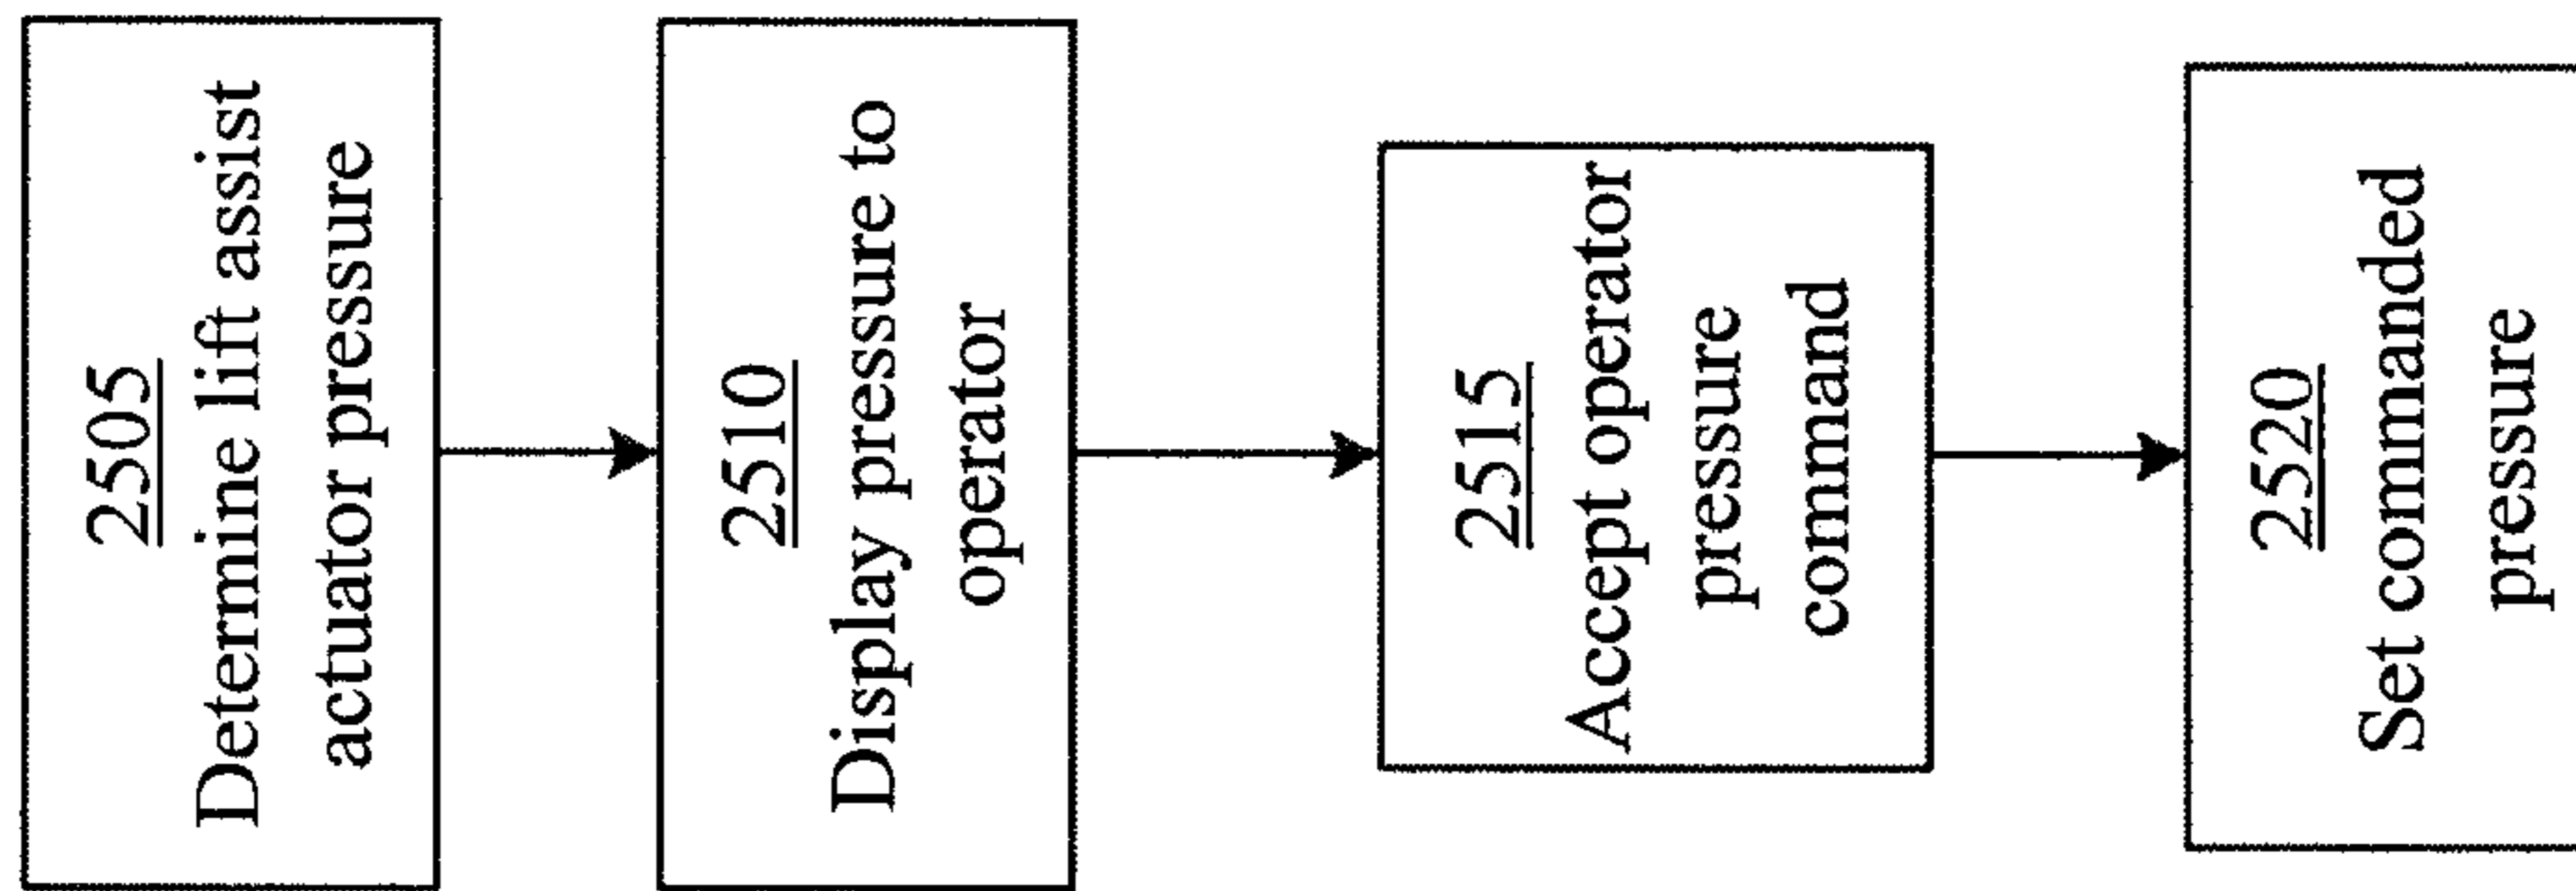 2505
Determine lift assist
actuator pressure
2510
Display pressure to
operator
2515
Accept operator
pressure
command
2520
Set commanded
pressure